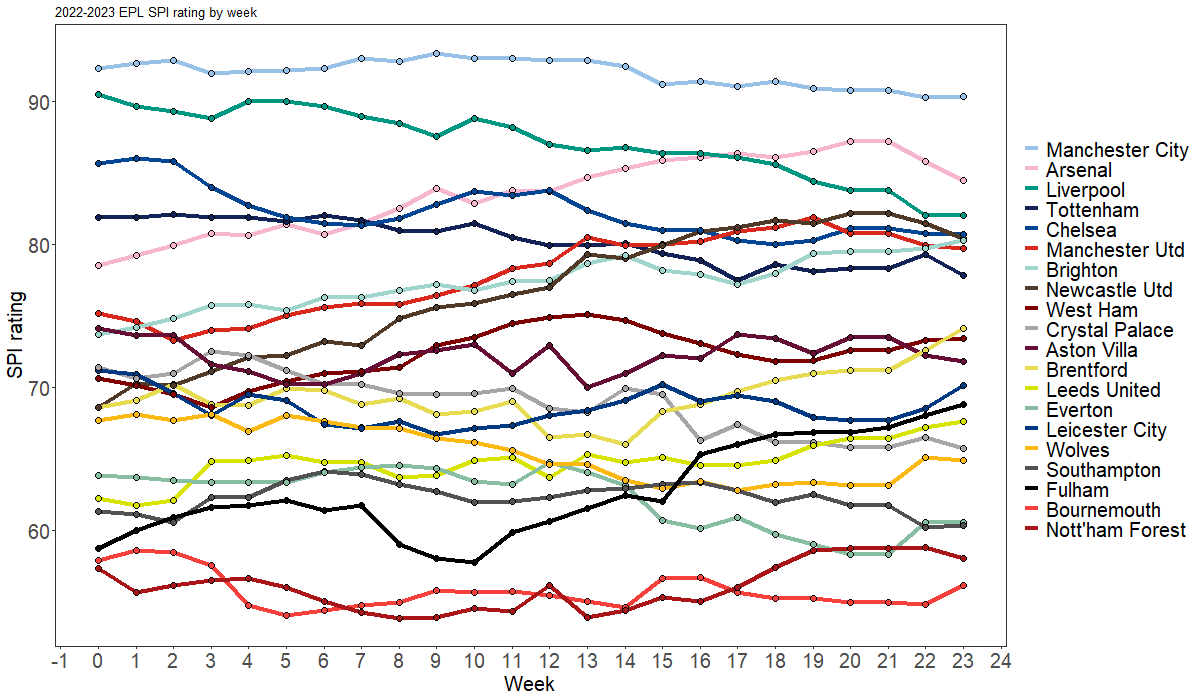 2022-2023 EPL SPI rating by week
90
80
70
60
SPI rating
-1 0 1 2 3 4 5 6 7 8 9 10 11 12 13 14 15 16 17 18 19 20 21 22 23 24
Week
Manchester City
Arsenal
Liverpool
Tottenham
Chelsea
Manchester Utd
Brighton
Newcastle Utd
West Ham
Crystal Palace
Aston Villa
Brentford
Leeds United
Everton
Leicester City
Wolves
Southampton
Fulham
Bournemouth
Nott'ham Forest